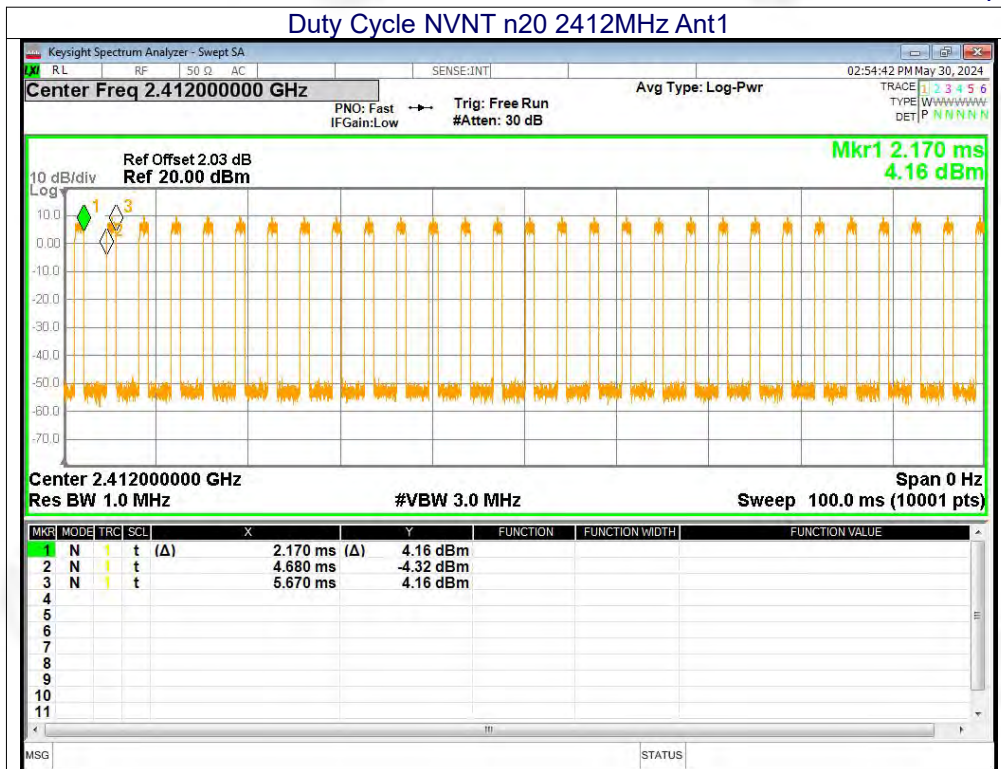 Duty Cycle NVNT n20 2412MHz Ant1
Keysight Spectrum Analyzer - Swept SA
LXI RL RF 50 Ω AC SENSE:INT 02:54:42 PM May 30, 2024
Center Freq 2.412000000 GHz Avg Type: Log-Pwr TRACE 1 2 3 4 5 6
PNO: Fast Trig: Free Run TYPE WWWWWW
IFGain:Low #Atten: 30 dB DET P N N N N N
Mkr1 2.170 ms
4.16 dBm
Ref Offset 2.03 dB
10 dB/div Ref 20.00 dBm
Log
1 3
2
10.0
0.00
-10.0
-20.0
-30.0
-40.0
-50.0
-60.0
-70.0
Center 2.412000000 GHz Span 0 Hz
Res BW 1.0 MHz #VBW 3.0 MHz Sweep 100.0 ms (10001 pts)
MKR MODE TRC SCL X Y FUNCTION FUNCTION WIDTH FUNCTION VALUE
1 N 1 t (Δ) 2.170 ms (Δ) 4.16 dBm
2 N 1 t 4.680 ms -4.32 dBm
3 N 1 t 5.670 ms 4.16 dBm
4
5
6
7
8
9
10
11
MSG STATUS